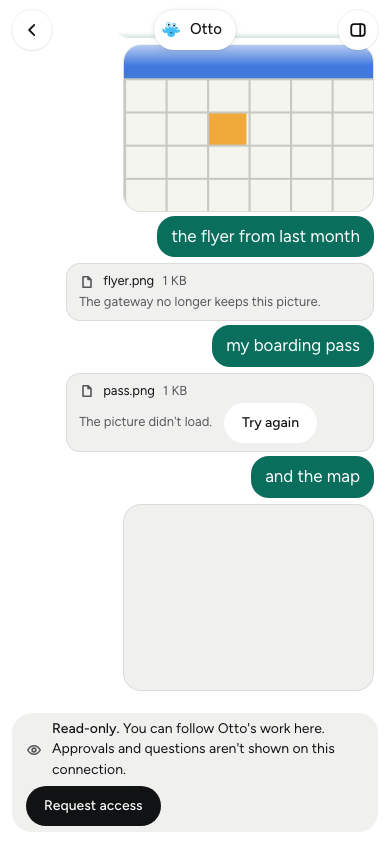 Otto
the flyer from last month
flyer.png 1 KB
The gateway no longer keeps this picture.
my boarding pass
pass.png 1 KB
The picture didn't load. Try again
and the map
Read-only. You can follow Otto's work here.
Approvals and questions aren't shown on this
connection.
Request access